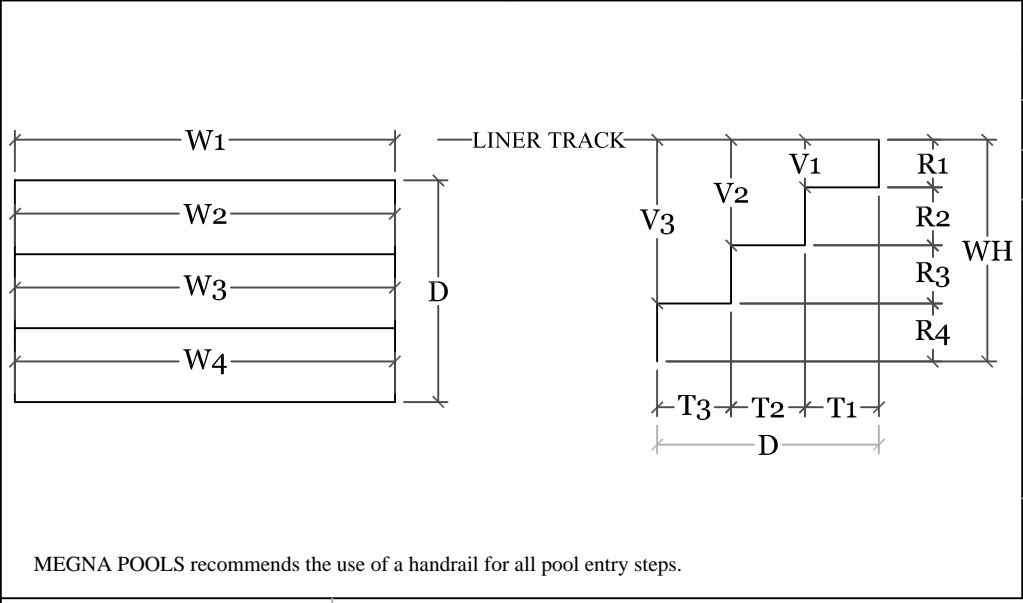 W1
LINER TRACK
V1
R1
V2
W2
R2
V3
WH
R3
W3
D
R4
W4
T3
T2
T1
D
MEGNA POOLS recommends the use of a handrail for all pool entry steps.